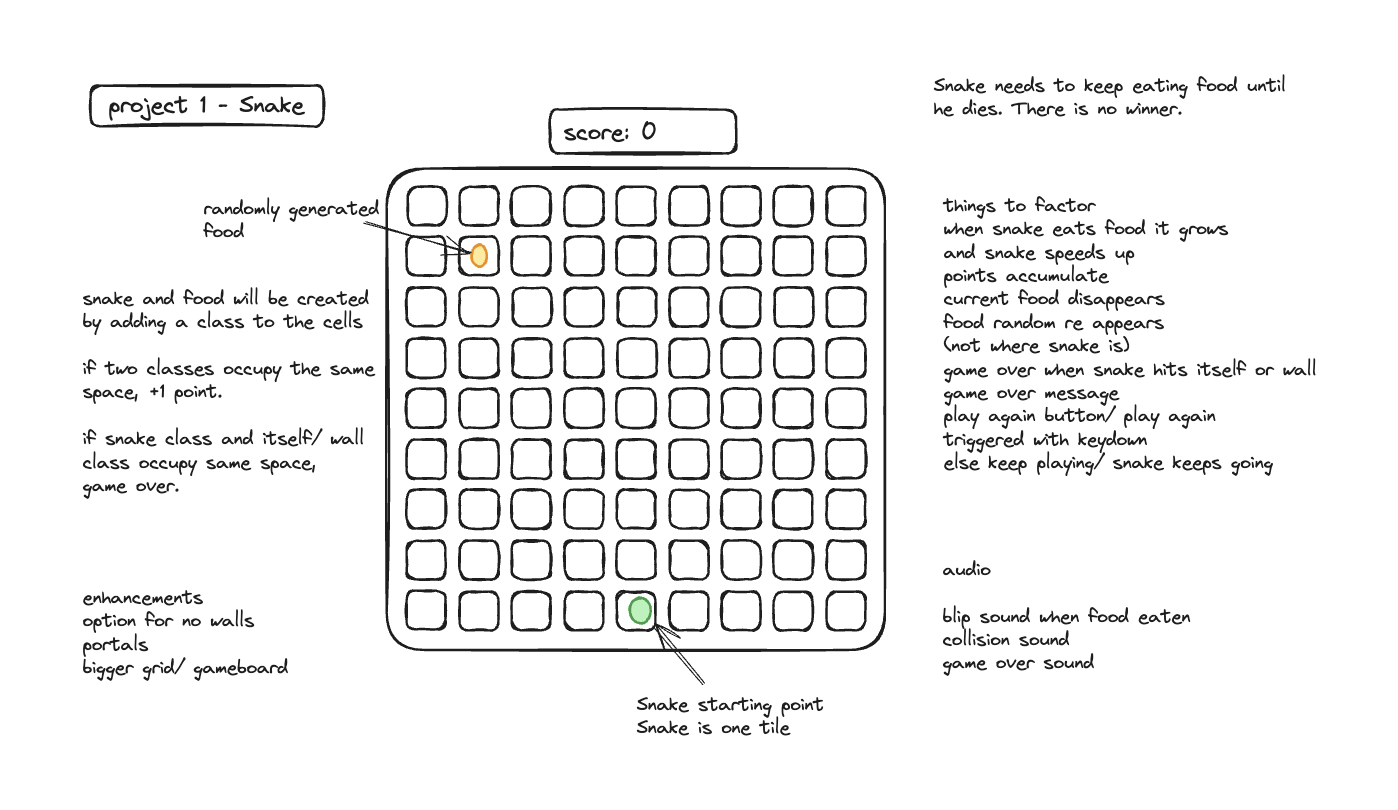 project 1 - Snake
score: 0
Snake needs to keep eating food until
he dies. There is no winner.
randomly generated
food
snake and food will be created
by adding a class to the cells
if two classes occupy the same
space, +1 point.
if snake class and itself/ wall
class occupy same space,
game over.
enhancements
option for no walls
portals
bigger grid/ gameboard
Snake starting point
Snake is one tile
things to factor
when snake eats food it grows
and snake speeds up
points accumulate
current food disappears
food random re appears
(not where snake is)
game over when snake hits itself or wall
game over message
play again button/ play again
triggered with keydown
else keep playing/ snake keeps going
audio
blip sound when food eaten
collision sound
game over sound